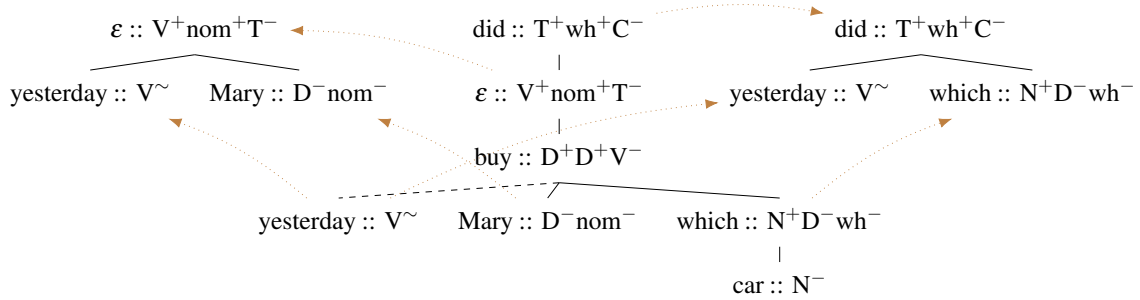 ε :: V⁺nom⁺T⁻ did :: T⁺wh⁺C⁻ did :: T⁺wh⁺C⁻
yesterday :: V~ Mary :: D⁻nom⁻ ε :: V⁺nom⁺T⁻ yesterday :: V~ which :: N⁺D⁻wh⁻
buy :: D⁺D⁺V⁻
yesterday :: V~ Mary :: D⁻nom⁻ which :: N⁺D⁻wh⁻
car :: N⁻